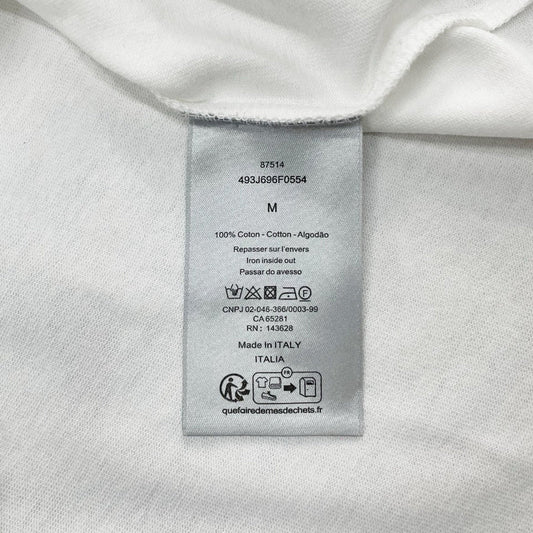 87514
493J696F0554
M
100% Coton - Cotton - Algodão
Repasser sur l'envers
Iron inside out
Passar do avesso
F
CNPJ 02-046-366/0003-99
CA 65281
RN : 143628
Made In ITALY
ITALIA
FR
quefairedemesdechets.fr